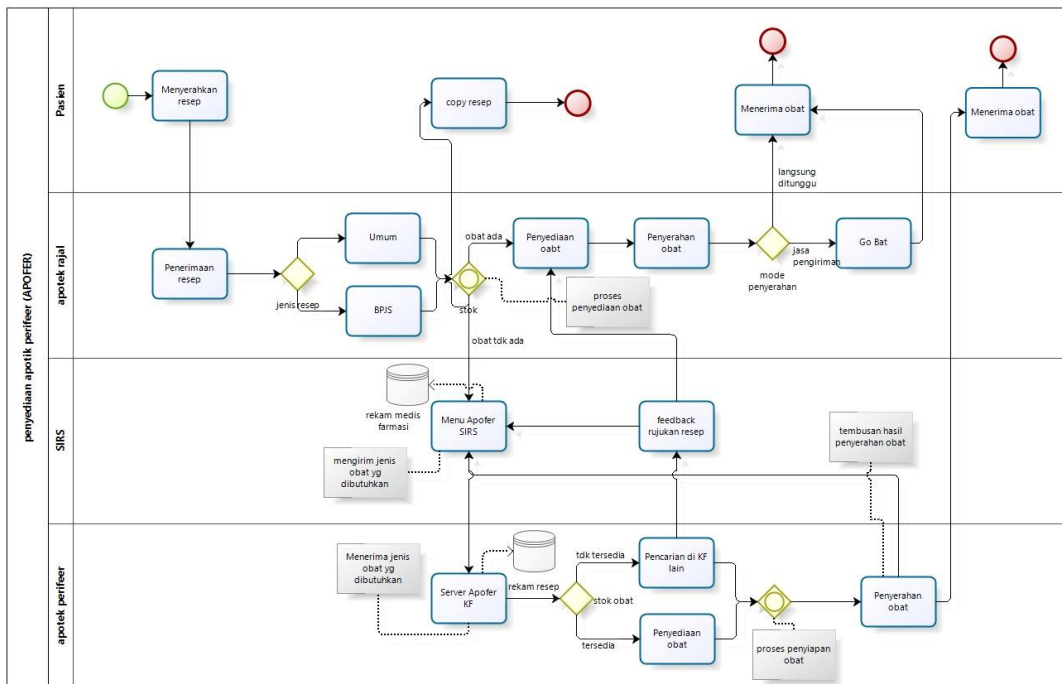 penyediaan apotik perifeer (APOFER)
Pasien
Menyerahkan
resep
copy resep
Menerima obat
Menerima obat
langsung
ditunggu
apotek rajal
Penerimaan
resep
jenis resep
Umum
BPJS
stok
obat ada
obat tdk ada
Penyediaan
oabt
Penyerahan
obat
proses
penyediaan obat
mode
penyerahan
jasa
pengiriman
Go Bat
SIRS
rekam medis
farmasi
Menu Apofer
SIRS
feedback
rujukan resep
mengirim jenis
obat yg
dibutuhkan
tembusan hasil
penyerahan obat
apotek perifeer
Menerima jenis
obat yg
dibutuhkan
Server Apofer
KF
rekam resep
tdk tersedia
stok obat
tersedia
Pencarian di KF
lain
Penyediaan
obat
Penyerahan
obat
proses penyiapan
obat